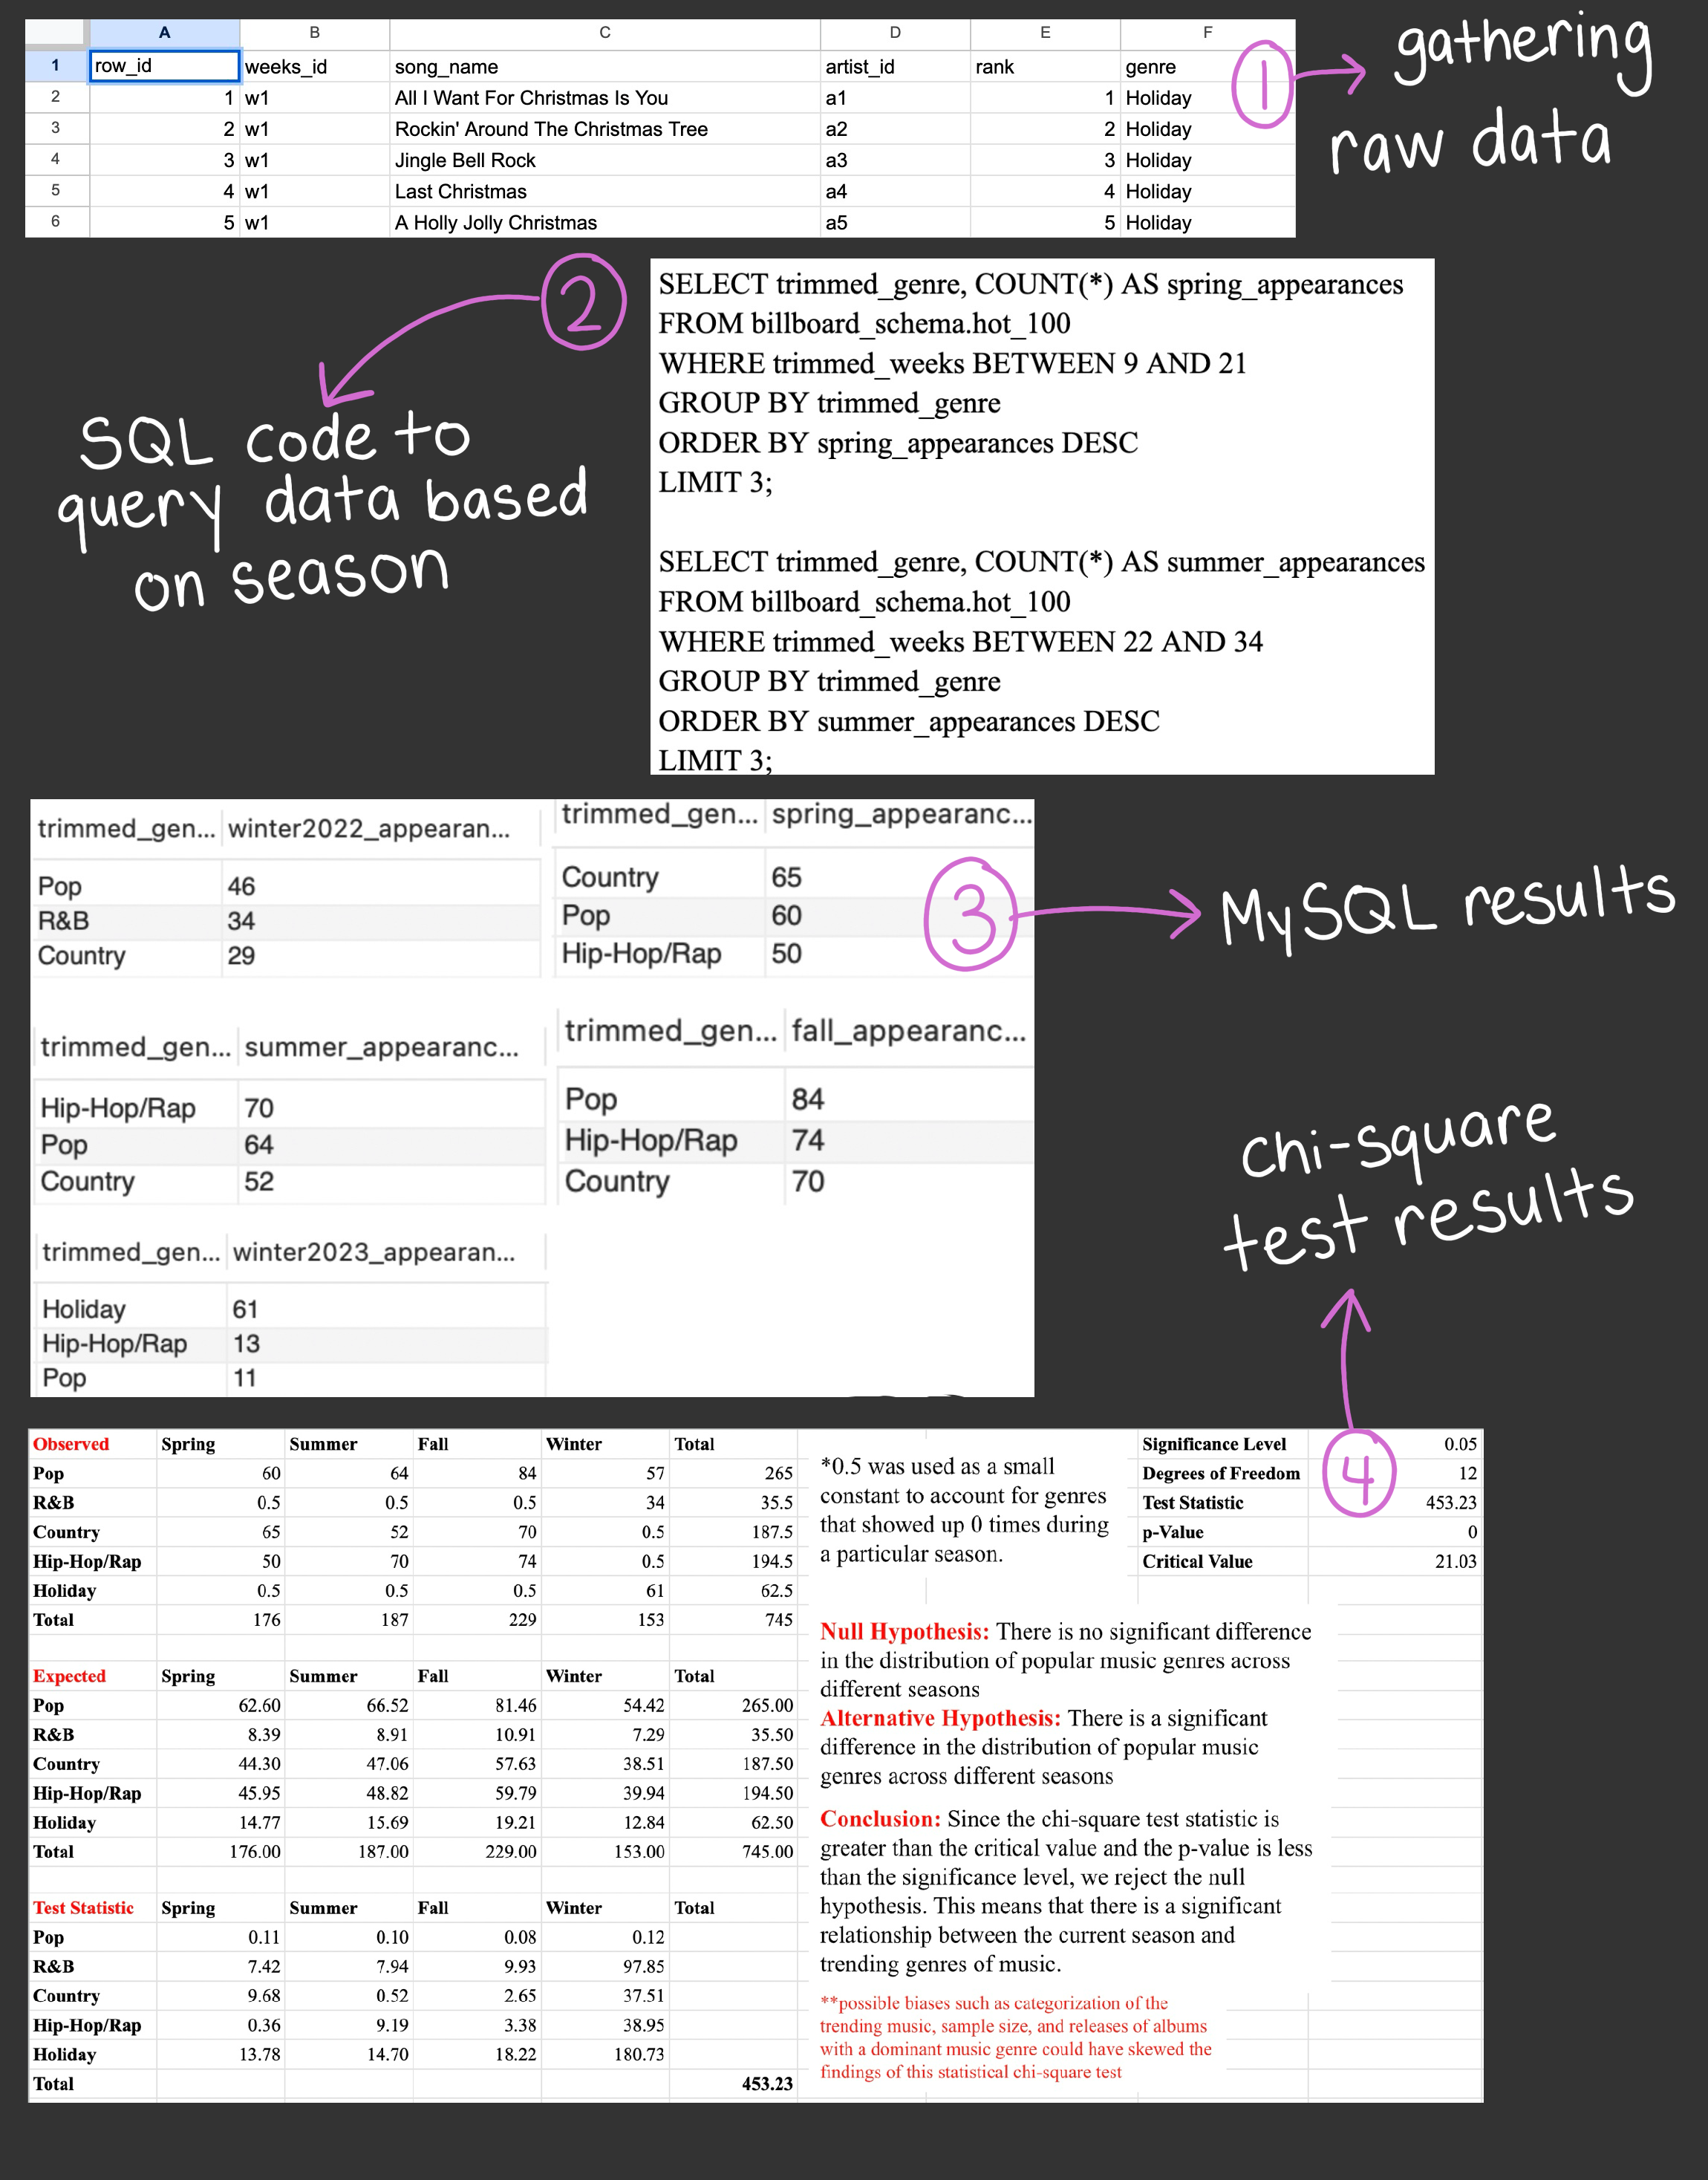 A B C D E F
1 row_id weeks_id song_name artist_id rank genre
2 1 w1 All I Want For Christmas Is You a1 1 Holiday
3 2 w1 Rockin' Around The Christmas Tree a2 2 Holiday
4 3 w1 Jingle Bell Rock a3 3 Holiday
5 4 w1 Last Christmas a4 4 Holiday
6 5 w1 A Holly Jolly Christmas a5 5 Holiday
1
gathering
raw data
2
SQL code to
query data based
on season
SELECT trimmed_genre, COUNT(*) AS spring_appearances
FROM billboard_schema.hot_100
WHERE trimmed_weeks BETWEEN 9 AND 21
GROUP BY trimmed_genre
ORDER BY spring_appearances DESC
LIMIT 3;
SELECT trimmed_genre, COUNT(*) AS summer_appearances
FROM billboard_schema.hot_100
WHERE trimmed_weeks BETWEEN 22 AND 34
GROUP BY trimmed_genre
ORDER BY summer_appearances DESC
LIMIT 3;
trimmed_gen... winter2022_appearan...
Pop 46
R&B 34
Country 29
trimmed_gen... spring_appearanc...
Country 65
Pop 60
Hip-Hop/Rap 50
3
MySQL results
trimmed_gen... summer_appearanc...
Hip-Hop/Rap 70
Pop 64
Country 52
trimmed_gen... fall_appearanc...
Pop 84
Hip-Hop/Rap 74
Country 70
trimmed_gen... winter2023_appearan...
Holiday 61
Hip-Hop/Rap 13
Pop 11
chi-square
test results
4
Observed Spring Summer Fall Winter Total
Pop 60 64 84 57 265
R&B 0.5 0.5 0.5 34 35.5
Country 65 52 70 0.5 187.5
Hip-Hop/Rap 50 70 74 0.5 194.5
Holiday 0.5 0.5 0.5 61 62.5
Total 176 187 229 153 745
Expected Spring Summer Fall Winter Total
Pop 62.60 66.52 81.46 54.42 265.00
R&B 8.39 8.91 10.91 7.29 35.50
Country 44.30 47.06 57.63 38.51 187.50
Hip-Hop/Rap 45.95 48.82 59.79 39.94 194.50
Holiday 14.77 15.69 19.21 12.84 62.50
Total 176.00 187.00 229.00 153.00 745.00
Test Statistic Spring Summer Fall Winter Total
Pop 0.11 0.10 0.08 0.12
R&B 7.42 7.94 9.93 97.85
Country 9.68 0.52 2.65 37.51
Hip-Hop/Rap 0.36 9.19 3.38 38.95
Holiday 13.78 14.70 18.22 180.73
Total 453.23
*0.5 was used as a small
constant to account for genres
that showed up 0 times during
a particular season.
Significance Level 0.05
Degrees of Freedom 12
Test Statistic 453.23
p-Value 0
Critical Value 21.03
Null Hypothesis: There is no significant difference
in the distribution of popular music genres across
different seasons
Alternative Hypothesis: There is a significant
difference in the distribution of popular music
genres across different seasons
Conclusion: Since the chi-square test statistic is
greater than the critical value and the p-value is less
than the significance level, we reject the null
hypothesis. This means that there is a significant
relationship between the current season and
trending genres of music.
**possible biases such as categorization of the
trending music, sample size, and releases of albums
with a dominant music genre could have skewed the
findings of this statistical chi-square test